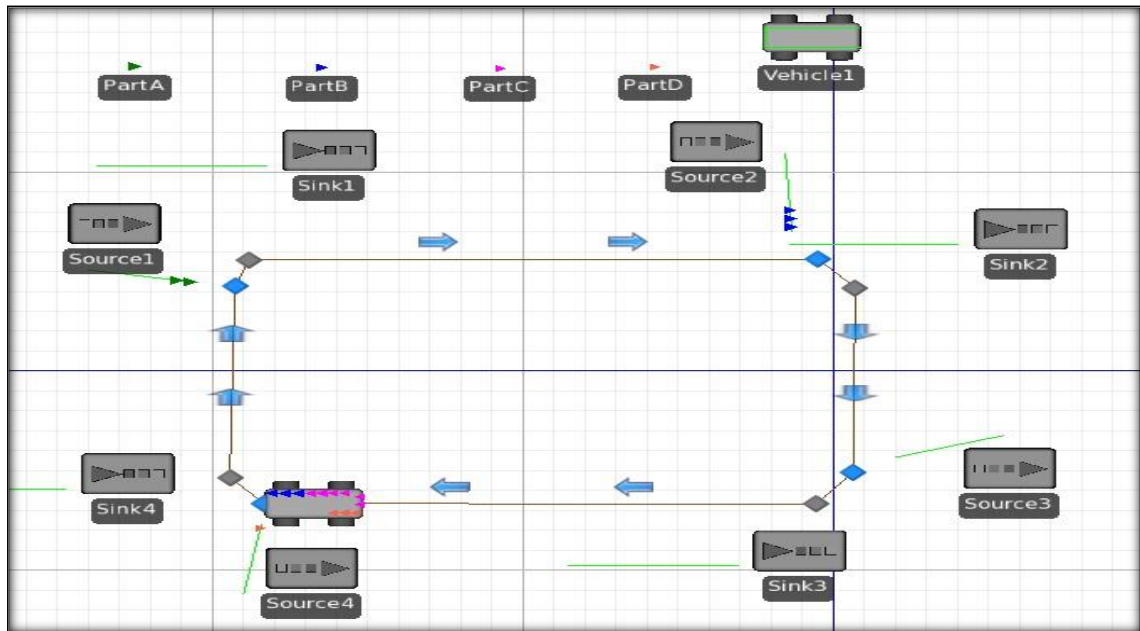 Vehicle1
PartA
PartB
PartC
PartD
Source2
Sink1
Source1
Sink2
Sink4
Source3
Sink3
Source4